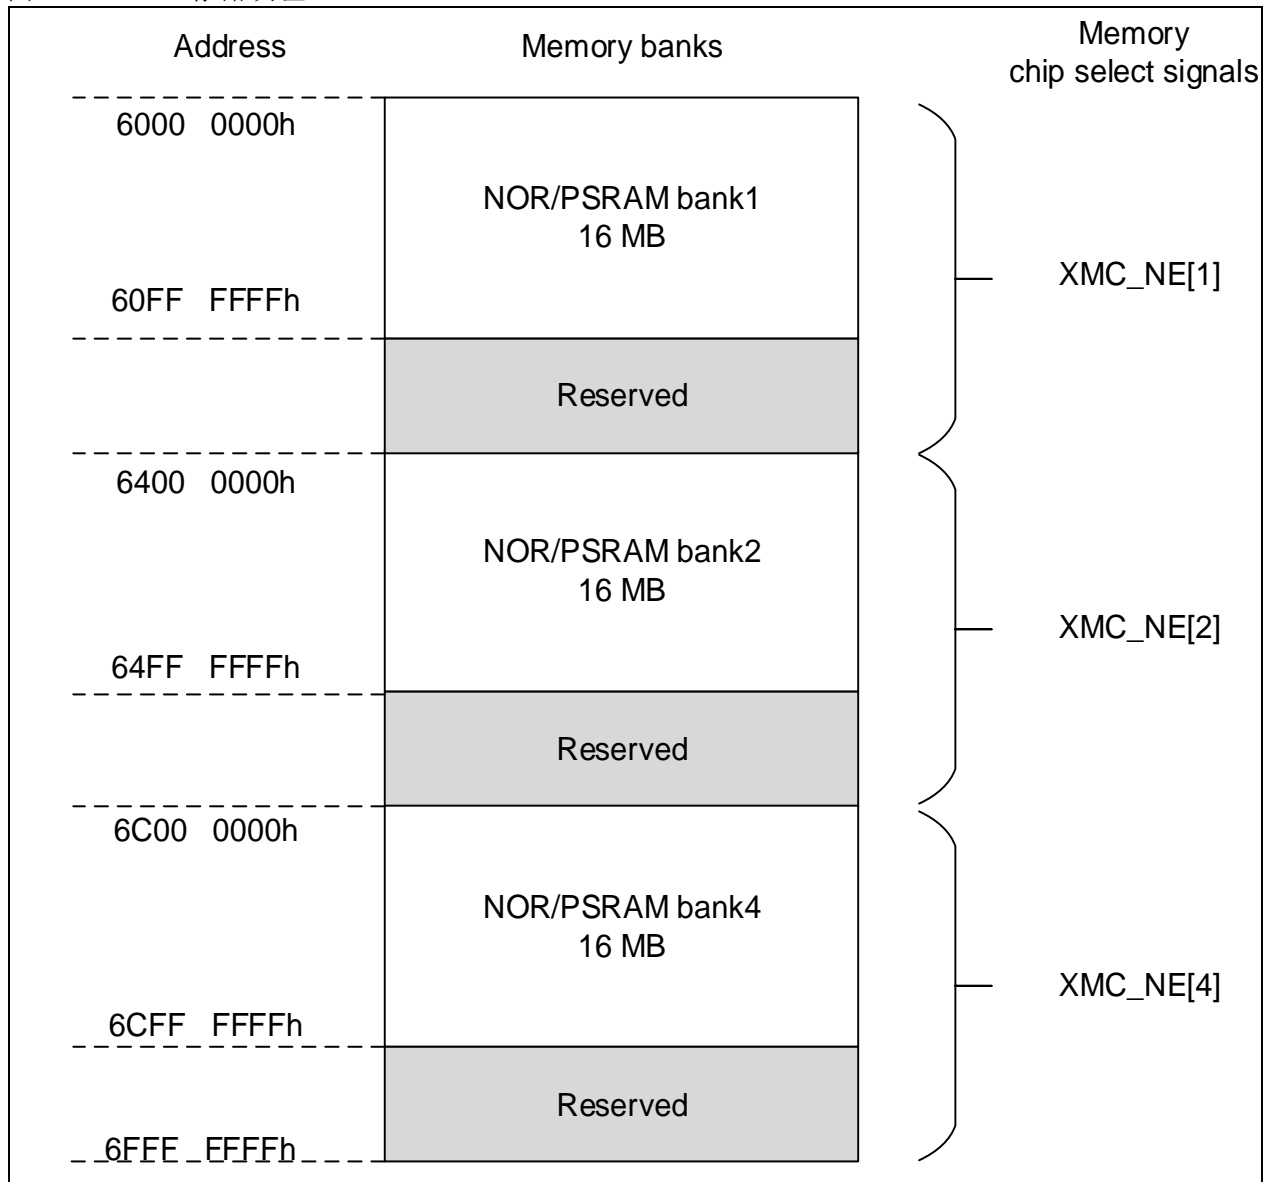 Address Memory banks Memory
chip select signals
6000 0000h
NOR/PSRAM bank1
16 MB
XMC_NE[1]
60FF FFFFh
Reserved
6400 0000h
NOR/PSRAM bank2
16 MB
XMC_NE[2]
64FF FFFFh
Reserved
6C00 0000h
NOR/PSRAM bank4
16 MB
XMC_NE[4]
6CFF FFFFh
Reserved
6FFF FFFFh